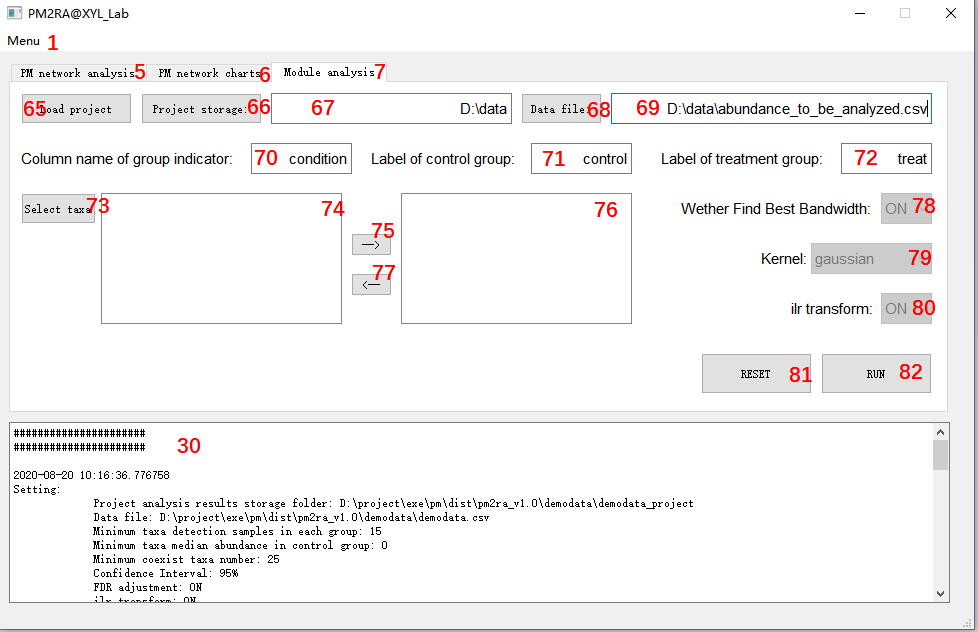 PM2RA@XYL_Lab
Menu 1
PM network analysis 5 PM network charts 6 Module analysis 7
65 Load project Project storage: 66 67 D:\data Data file: 68 69 D:\data\abundance_to_be_analyzed.csv
Column name of group indicator: 70 condition Label of control group: 71 control Label of treatment group: 72 treat
Select taxa 73 74 76 Wether Find Best Bandwidth: ON 78
75
-->
Kernel: gaussian 79
77
<--
ilr transform: ON 80
RESET 81 RUN 82
######################
###################### 30
2020-08-20 10:16:36.776758
Setting:
Project analysis results storage folder: D:\project\exe\pm\dist\pm2ra_v1.0\demodata\demodata_project
Data file: D:\project\exe\pm\dist\pm2ra_v1.0\demodata\demodata.csv
Minimum taxa detection samples in each group: 15
Minimum taxa median abundance in control group: 0
Minimum coexist taxa number: 25
Confidence Interval: 95%
FDR adjustment: ON
ilr transform: ON